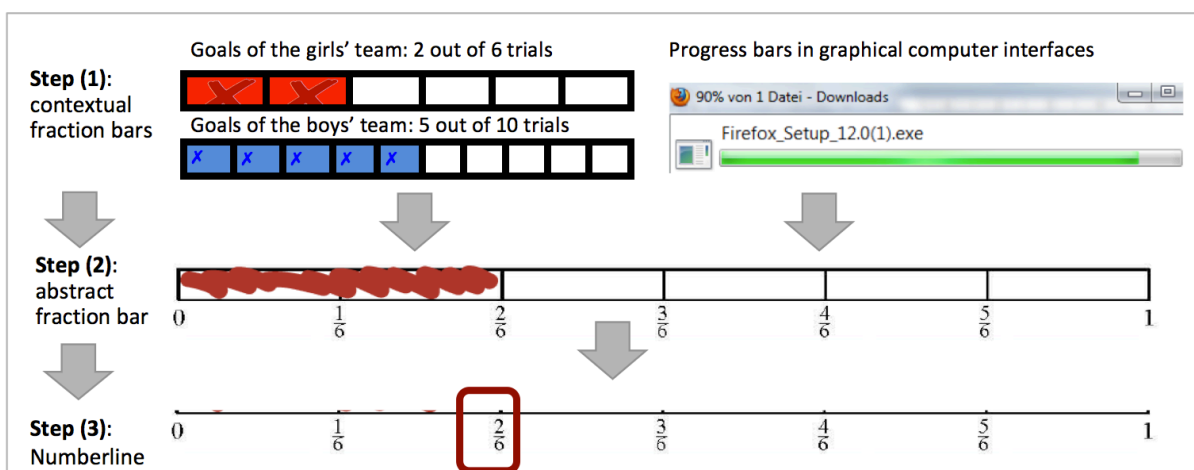 Step (1):
contextual
fraction bars
Goals of the girls’ team: 2 out of 6 trials
Goals of the boys’ team: 5 out of 10 trials
Progress bars in graphical computer interfaces
90% von 1 Datei - Downloads
Firefox_Setup_12.0(1).exe
Step (2):
abstract
fraction bar
0 1/6 2/6 3/6 4/6 5/6 1
Step (3):
Numberline
0 1/6 2/6 3/6 4/6 5/6 1